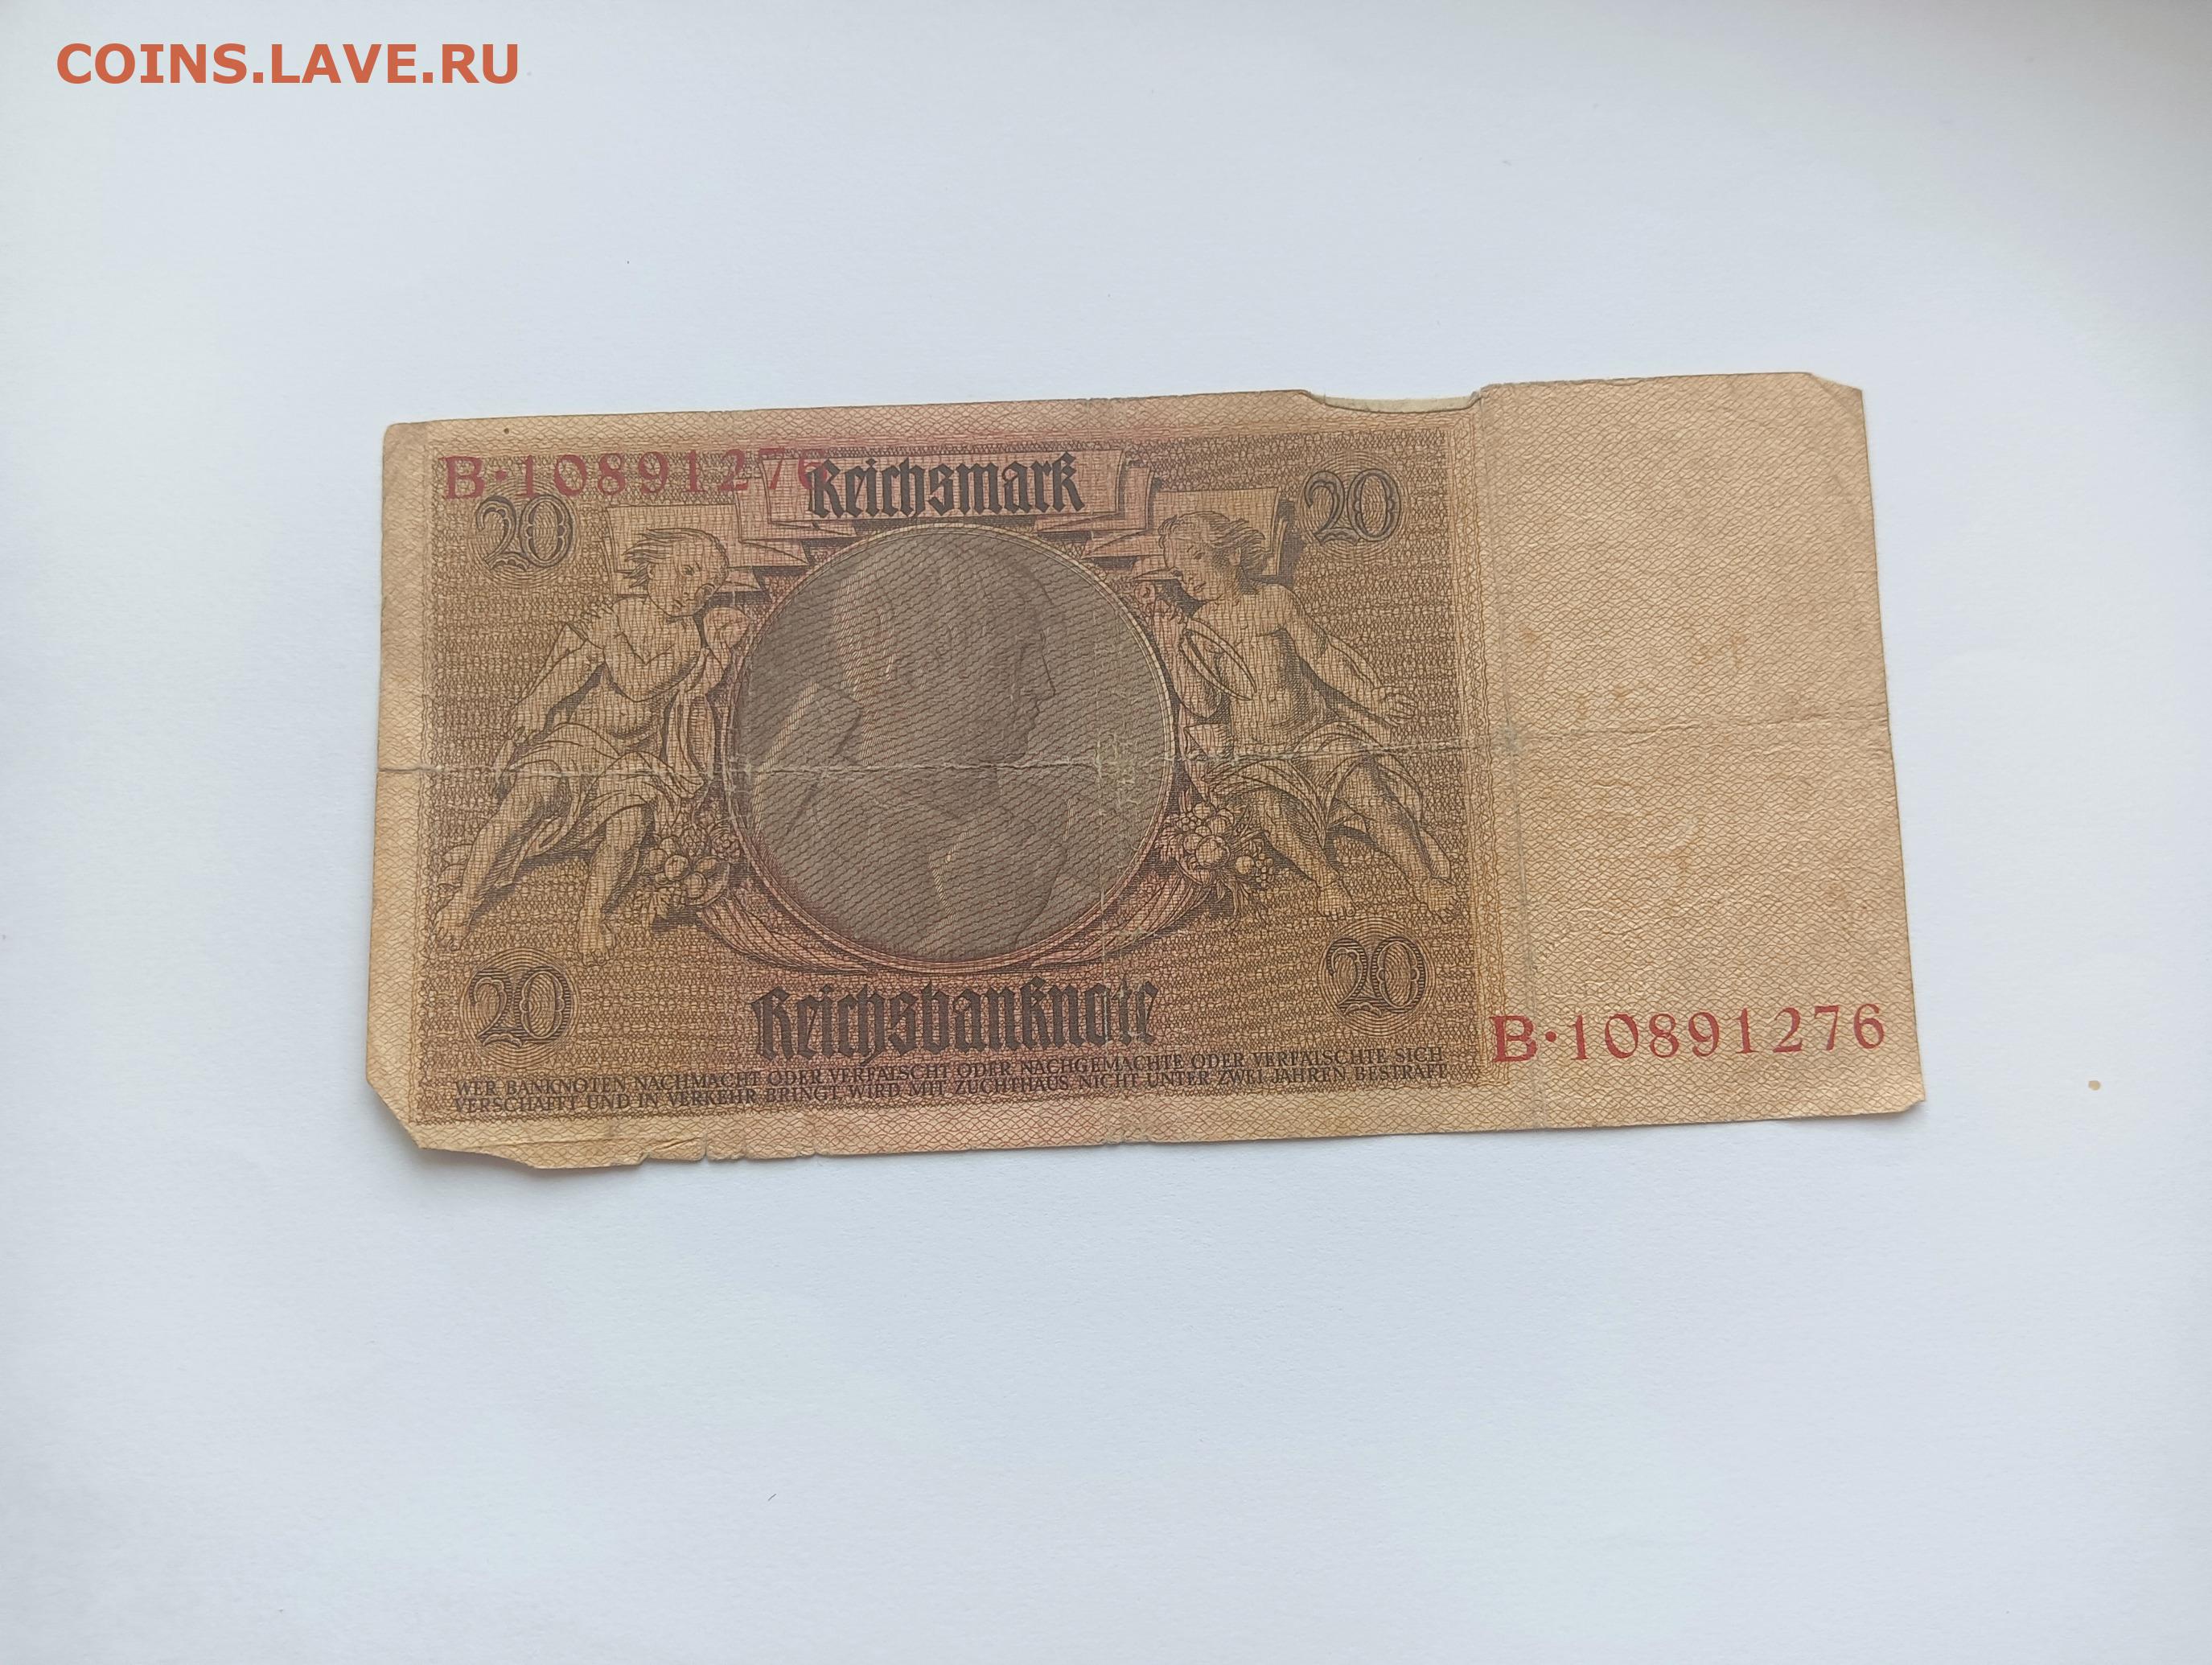 COINS.LAVE.RU
B·10891276
Reichsmark
20
20
20
20
Reichsbanknote
WER BANKNOTEN NACHMACHT ODER VERFÄLSCHT ODER NACHGEMACHTE ODER VERFÄLSCHTE SICH
VERSCHAFFT UND IN VERKEHR BRINGT, WIRD MIT ZUCHTHAUS NICHT UNTER ZWEI JAHREN BESTRAFT
B·10891276